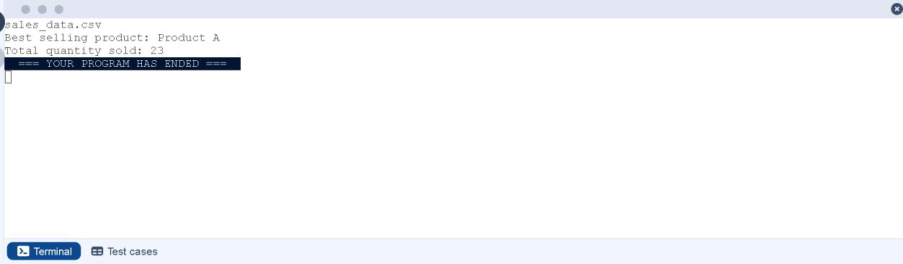 sales_data.csv
Best selling product: Product A
Total quantity sold: 23
=== YOUR PROGRAM HAS ENDED ===
Terminal
Test cases